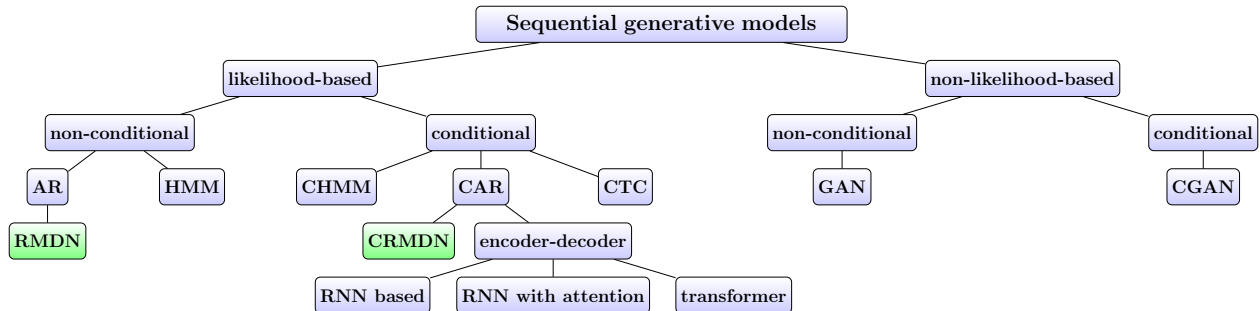 Sequential generative models
likelihood-based
non-likelihood-based
non-conditional
conditional
non-conditional
conditional
AR
HMM
CHMM
CAR
CTC
GAN
CGAN
RMDN
CRMDN
encoder-decoder
RNN based
RNN with attention
transformer